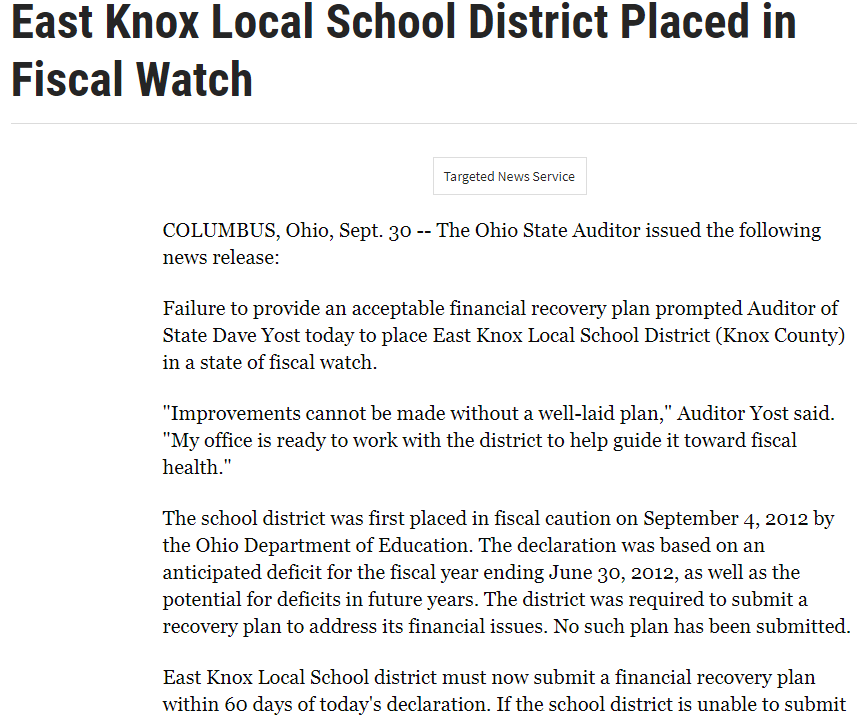 East Knox Local School District Placed in
Fiscal Watch
Targeted News Service
COLUMBUS, Ohio, Sept. 30 -- The Ohio State Auditor issued the following
news release:
Failure to provide an acceptable financial recovery plan prompted Auditor of
State Dave Yost today to place East Knox Local School District (Knox County)
in a state of fiscal watch.
"Improvements cannot be made without a well-laid plan," Auditor Yost said.
"My office is ready to work with the district to help guide it toward fiscal
health."
The school district was first placed in fiscal caution on September 4, 2012 by
the Ohio Department of Education. The declaration was based on an
anticipated deficit for the fiscal year ending June 30, 2012, as well as the
potential for deficits in future years. The district was required to submit a
recovery plan to address its financial issues. No such plan has been submitted.
East Knox Local School district must now submit a financial recovery plan
within 60 days of today's declaration. If the school district is unable to submit